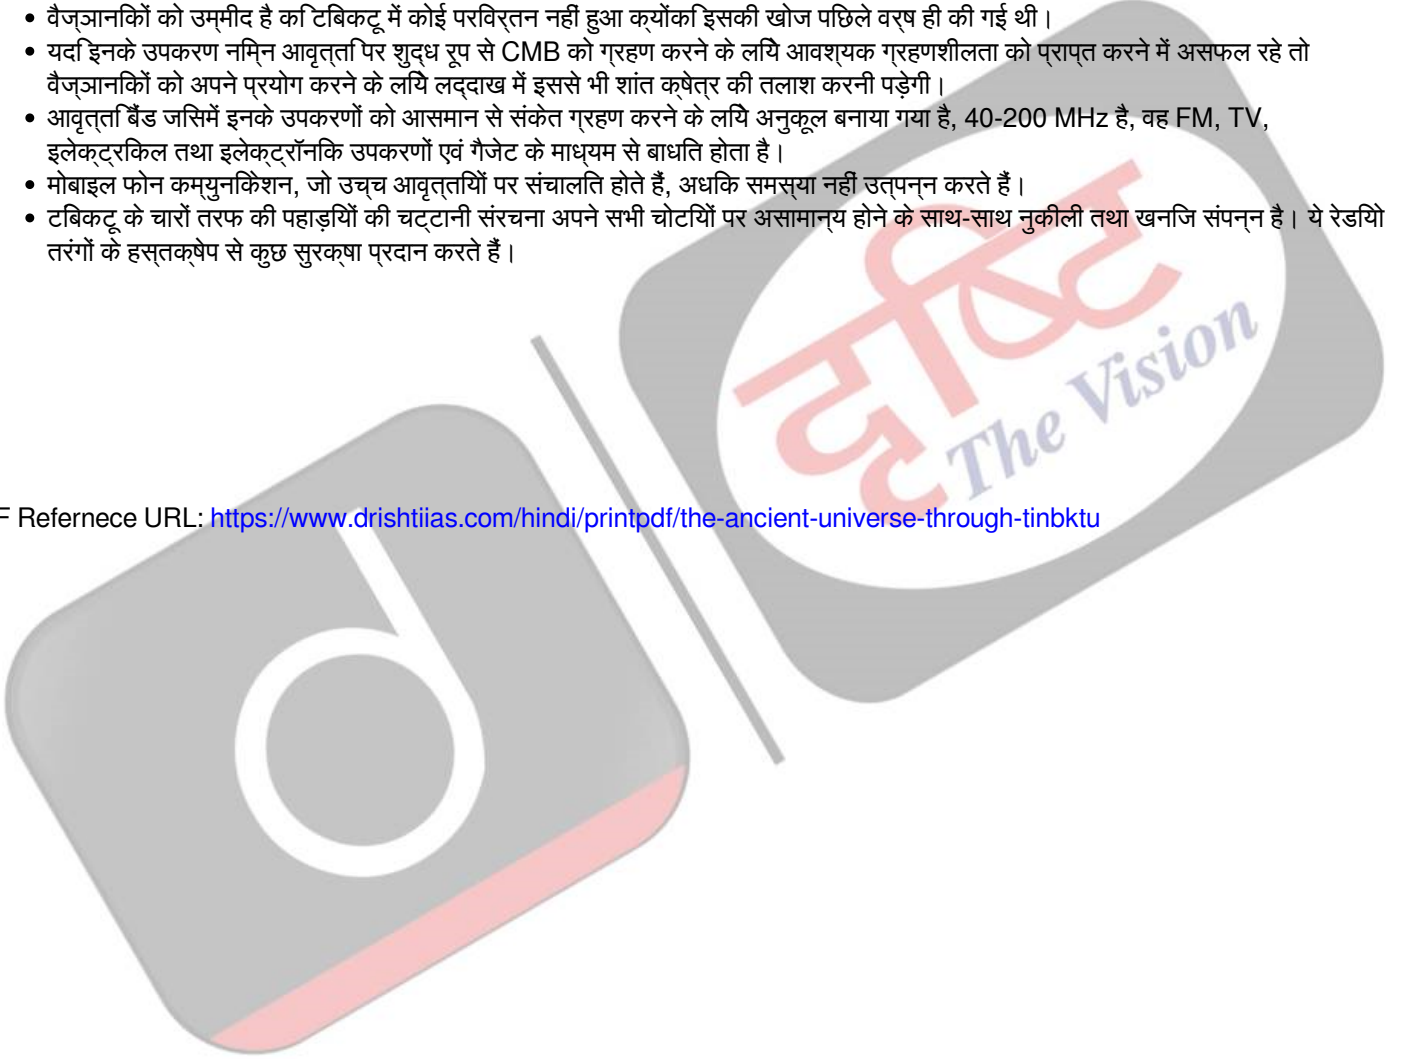 • वैज्ञानिकों को उम्मीद है कि टिबिकटू में कोई परिवर्तन नहीं हुआ क्योंकि इसकी खोज पिछले वर्ष ही की गई थी।
• यदि इनके उपकरण निम्न आवृत्ति पर शुद्ध रूप से CMB को ग्रहण करने के लिये आवश्यक ग्रहणशीलता को प्राप्त करने में असफल रहे तो
वैज्ञानिकों को अपने प्रयोग करने के लिये लद्दाख में इससे भी शांत क्षेत्र की तलाश करनी पड़ेगी।
• आवृत्ति बैंड जिसमें इनके उपकरणों को आसमान से संकेत ग्रहण करने के लिये अनुकूल बनाया गया है, 40-200 MHz है, वह FM, TV,
इलेक्ट्रिकल तथा इलेक्ट्रॉनिक उपकरणों एवं गैजेट के माध्यम से बाधित होता है।
• मोबाइल फोन कम्युनिकेशन, जो उच्च आवृत्तियों पर संचालित होते हैं, अधिक समस्या नहीं उत्पन्न करते हैं।
• टिबिकटू के चारों तरफ की पहाड़ियों की चट्टानी संरचना अपने सभी चोटियों पर असामान्य होने के साथ-साथ नुकीली तथा खनिज संपन्न है। ये रेडियो
तरंगों के हस्तक्षेप से कुछ सुरक्षा प्रदान करते हैं।
दृष्टि
The Vision
F Refernece URL: https://www.drishtiias.com/hindi/printpdf/the-ancient-universe-through-tinbktu